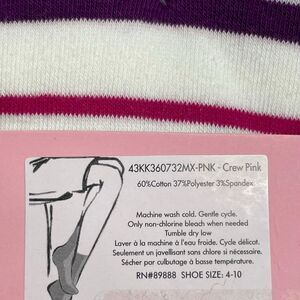 43KK360732MX-PNK - Crew Pink
60%Cotton 37%Polyester 3%Spandex
Machine wash cold. Gentle cycle.
Only non-chlorine bleach when needed
Tumble dry low
Laver à la machine à l'eau froide. Cycle délicat.
Seulement un javellisant sans chlore si nécessaire.
Sécher par culbutage à basse température.
RN#89888 SHOE SIZE: 4-10